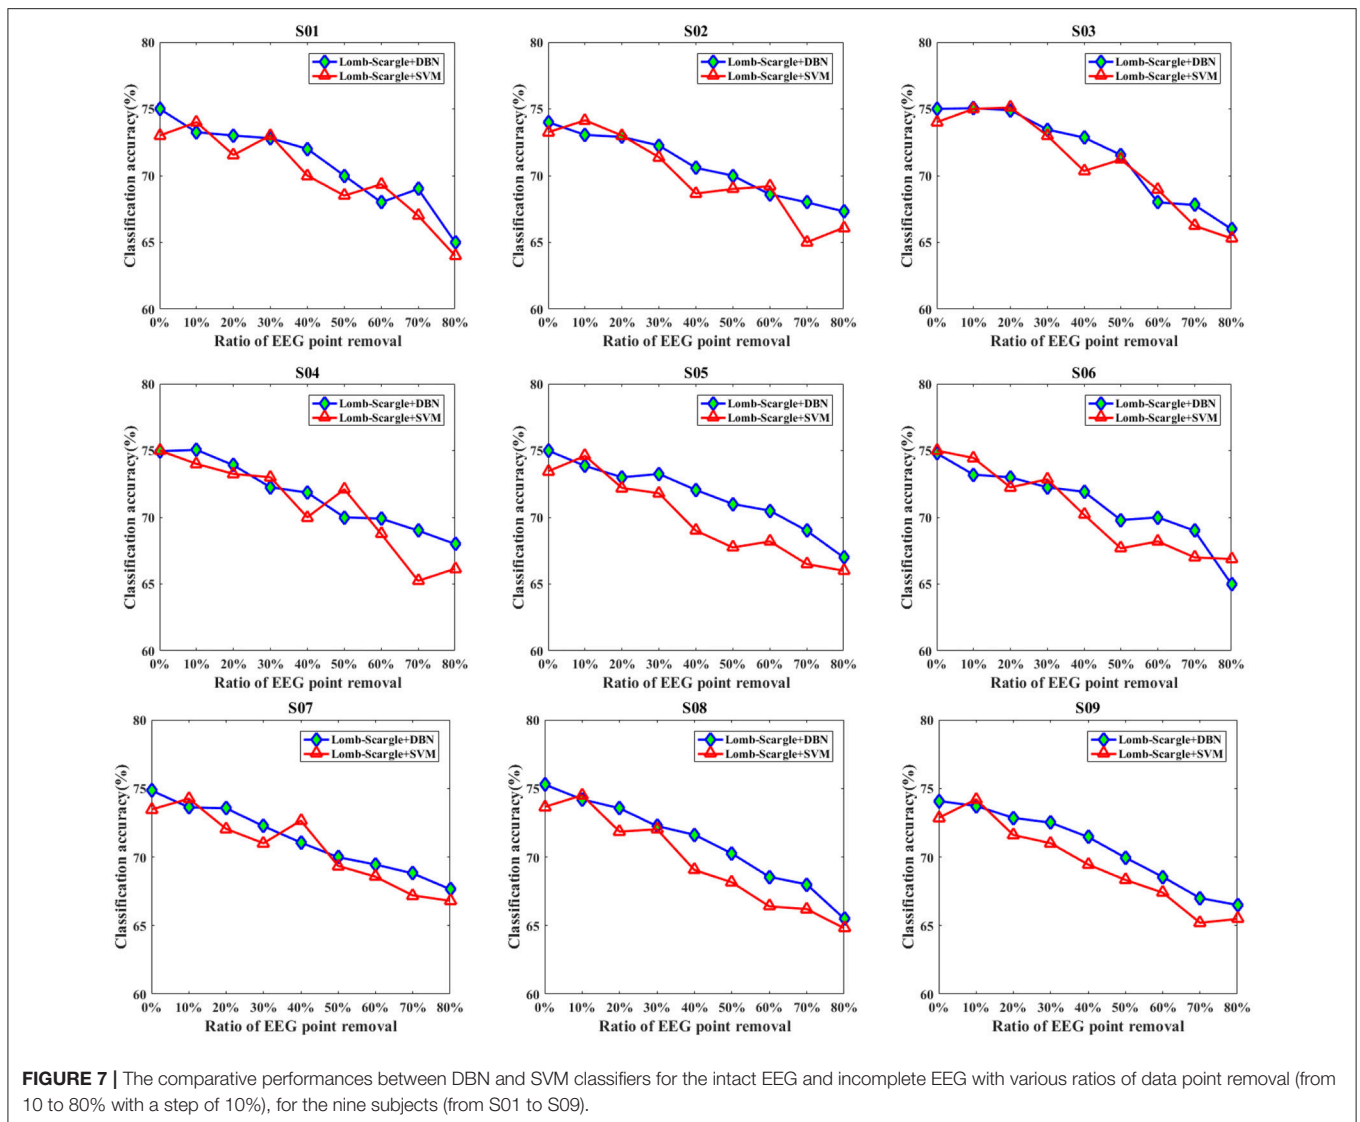 S01
80
75
70
65
60
Classification accuracy(%)
Lomb-Scargle+DBN
Lomb-Scargle+SVM
0% 10% 20% 30% 40% 50% 60% 70% 80%
Ratio of EEG point removal
S02
80
75
70
65
60
Classification accuracy(%)
Lomb-Scargle+DBN
Lomb-Scargle+SVM
0% 10% 20% 30% 40% 50% 60% 70% 80%
Ratio of EEG point removal
S03
80
75
70
65
60
Classification accuracy(%)
Lomb-Scargle+DBN
Lomb-Scargle+SVM
0% 10% 20% 30% 40% 50% 60% 70% 80%
Ratio of EEG point removal
S04
80
75
70
65
60
Classification accuracy(%)
Lomb-Scargle+DBN
Lomb-Scargle+SVM
0% 10% 20% 30% 40% 50% 60% 70% 80%
Ratio of EEG point removal
S05
80
75
70
65
60
Classification accuracy(%)
Lomb-Scargle+DBN
Lomb-Scargle+SVM
0% 10% 20% 30% 40% 50% 60% 70% 80%
Ratio of EEG point removal
S06
80
75
70
65
60
Classification accuracy(%)
Lomb-Scargle+DBN
Lomb-Scargle+SVM
0% 10% 20% 30% 40% 50% 60% 70% 80%
Ratio of EEG point removal
S07
80
75
70
65
60
Classification accuracy(%)
Lomb-Scargle+DBN
Lomb-Scargle+SVM
0% 10% 20% 30% 40% 50% 60% 70% 80%
Ratio of EEG point removal
S08
80
75
70
65
60
Classification accuracy(%)
Lomb-Scargle+DBN
Lomb-Scargle+SVM
0% 10% 20% 30% 40% 50% 60% 70% 80%
Ratio of EEG point removal
S09
80
75
70
65
60
Classification accuracy(%)
Lomb-Scargle+DBN
Lomb-Scargle+SVM
0% 10% 20% 30% 40% 50% 60% 70% 80%
Ratio of EEG point removal
FIGURE 7 | The comparative performances between DBN and SVM classifiers for the intact EEG and incomplete EEG with various ratios of data point removal (from
10 to 80% with a step of 10%), for the nine subjects (from S01 to S09).